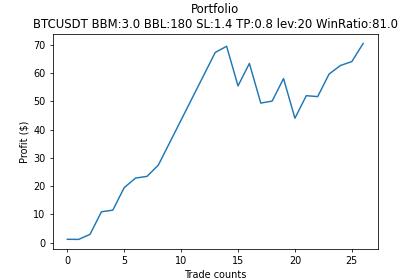 Portfolio
BTCUSDT BBM:3.0 BBL:180 SL:1.4 TP:0.8 lev:20 WinRatio:81.0
70
60
50
40
30
20
10
0
Profit ($)
0 5 10 15 20 25
Trade counts